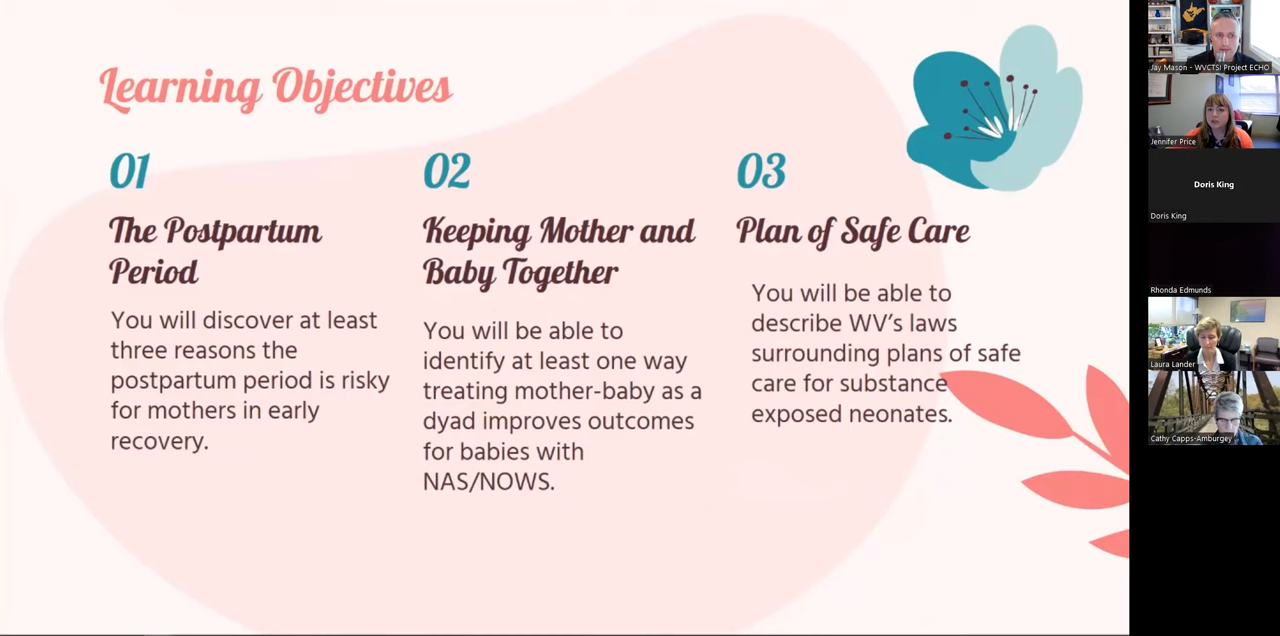 Learning Objectives
01
The Postpartum
Period
You will discover at least
three reasons the
postpartum period is risky
for mothers in early
recovery.
02
Keeping Mother and
Baby Together
You will be able to
identify at least one way
treating mother-baby as a
dyad improves outcomes
for babies with
NAS/NOWS.
03
Plan of Safe Care
You will be able to
describe WV’s laws
surrounding plans of safe
care for substance
exposed neonates.
Jay Mason - WVCTSI Project ECHO
Jennifer Price
Doris King
Doris King
Rhonda Edmunds
Laura Lander
Cathy Capps-Amburgey